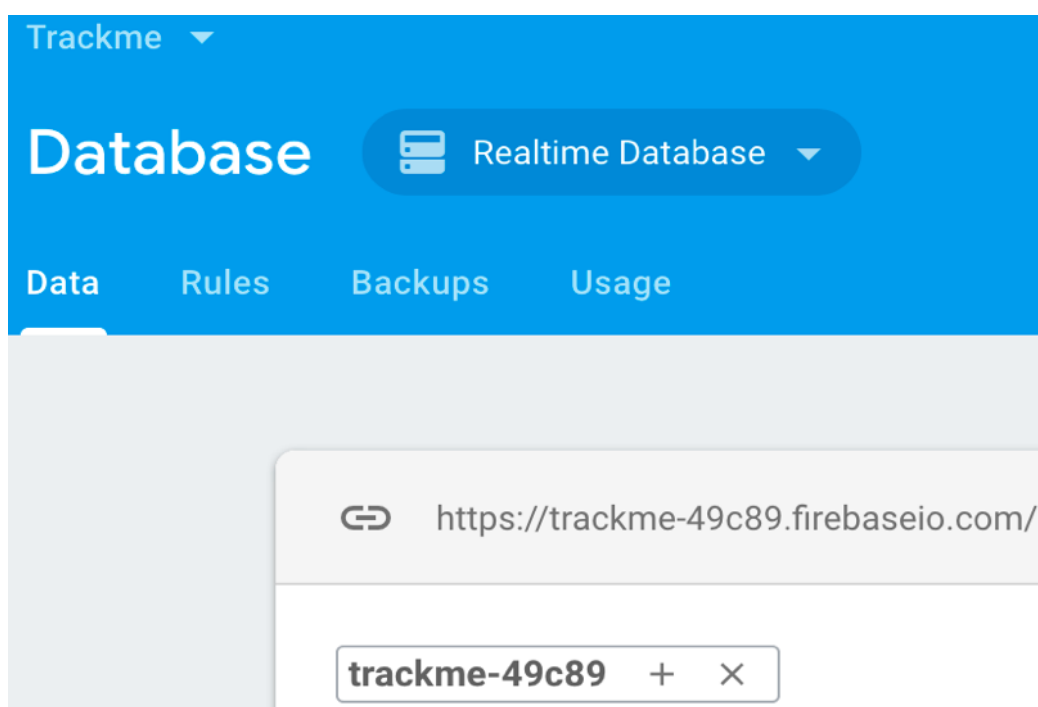 Trackme
Database Realtime Database
Data Rules Backups Usage
https://trackme-49c89.firebaseio.com/
trackme-49c89 + ×